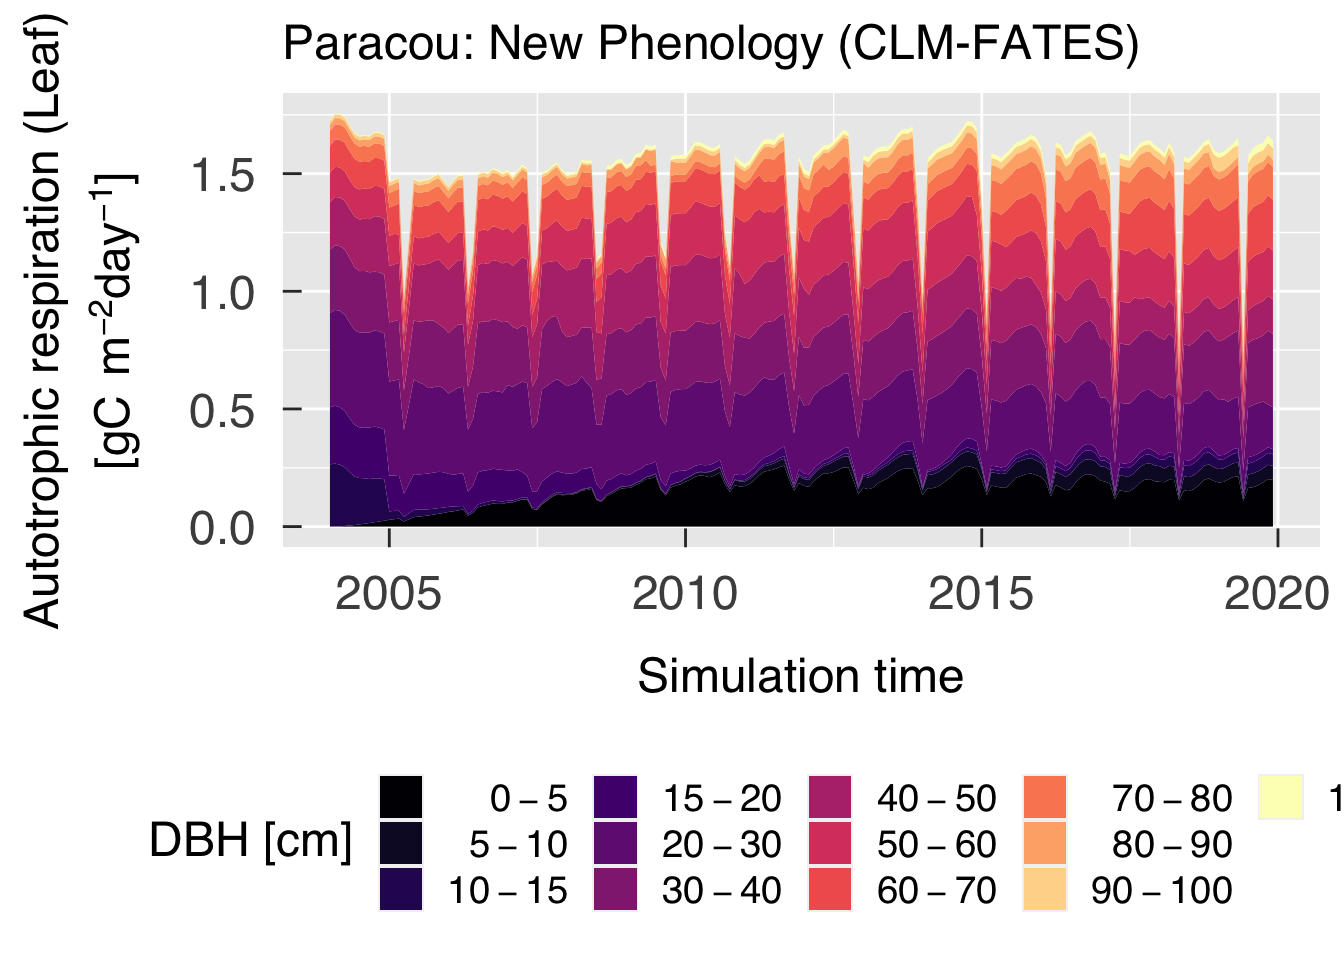 Paracou: New Phenology (CLM-FATES)
Autotrophic respiration (Leaf)
[gC m⁻²day⁻¹]
1.5
1.0
0.5
0.0
2005 2010 2015 2020
Simulation time
DBH [cm]
0 – 5 15 – 20 40 – 50 70 – 80 1
5 – 10 20 – 30 50 – 60 80 – 90
10 – 15 30 – 40 60 – 70 90 – 100